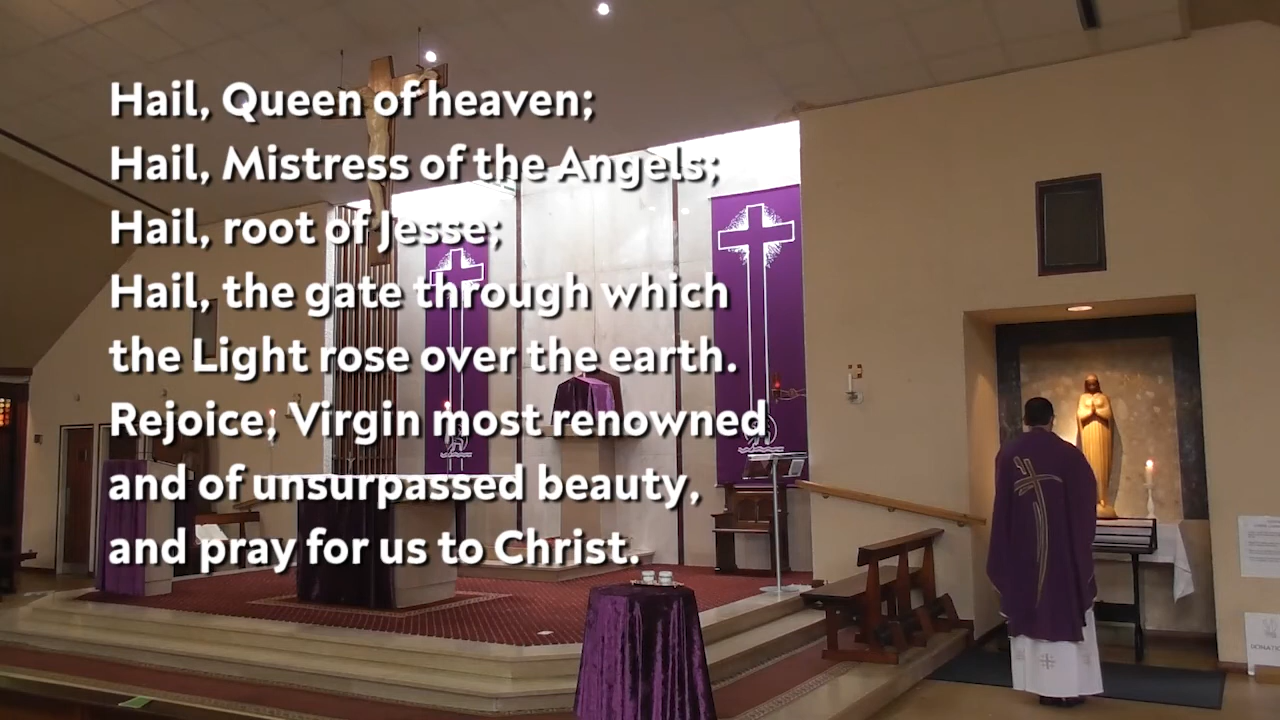 Hail, Queen of heaven;
Hail, Mistress of the Angels;
Hail, root of Jesse;
Hail, the gate through which
the Light rose over the earth.
Rejoice, Virgin most renowned
and of unsurpassed beauty,
and pray for us to Christ.